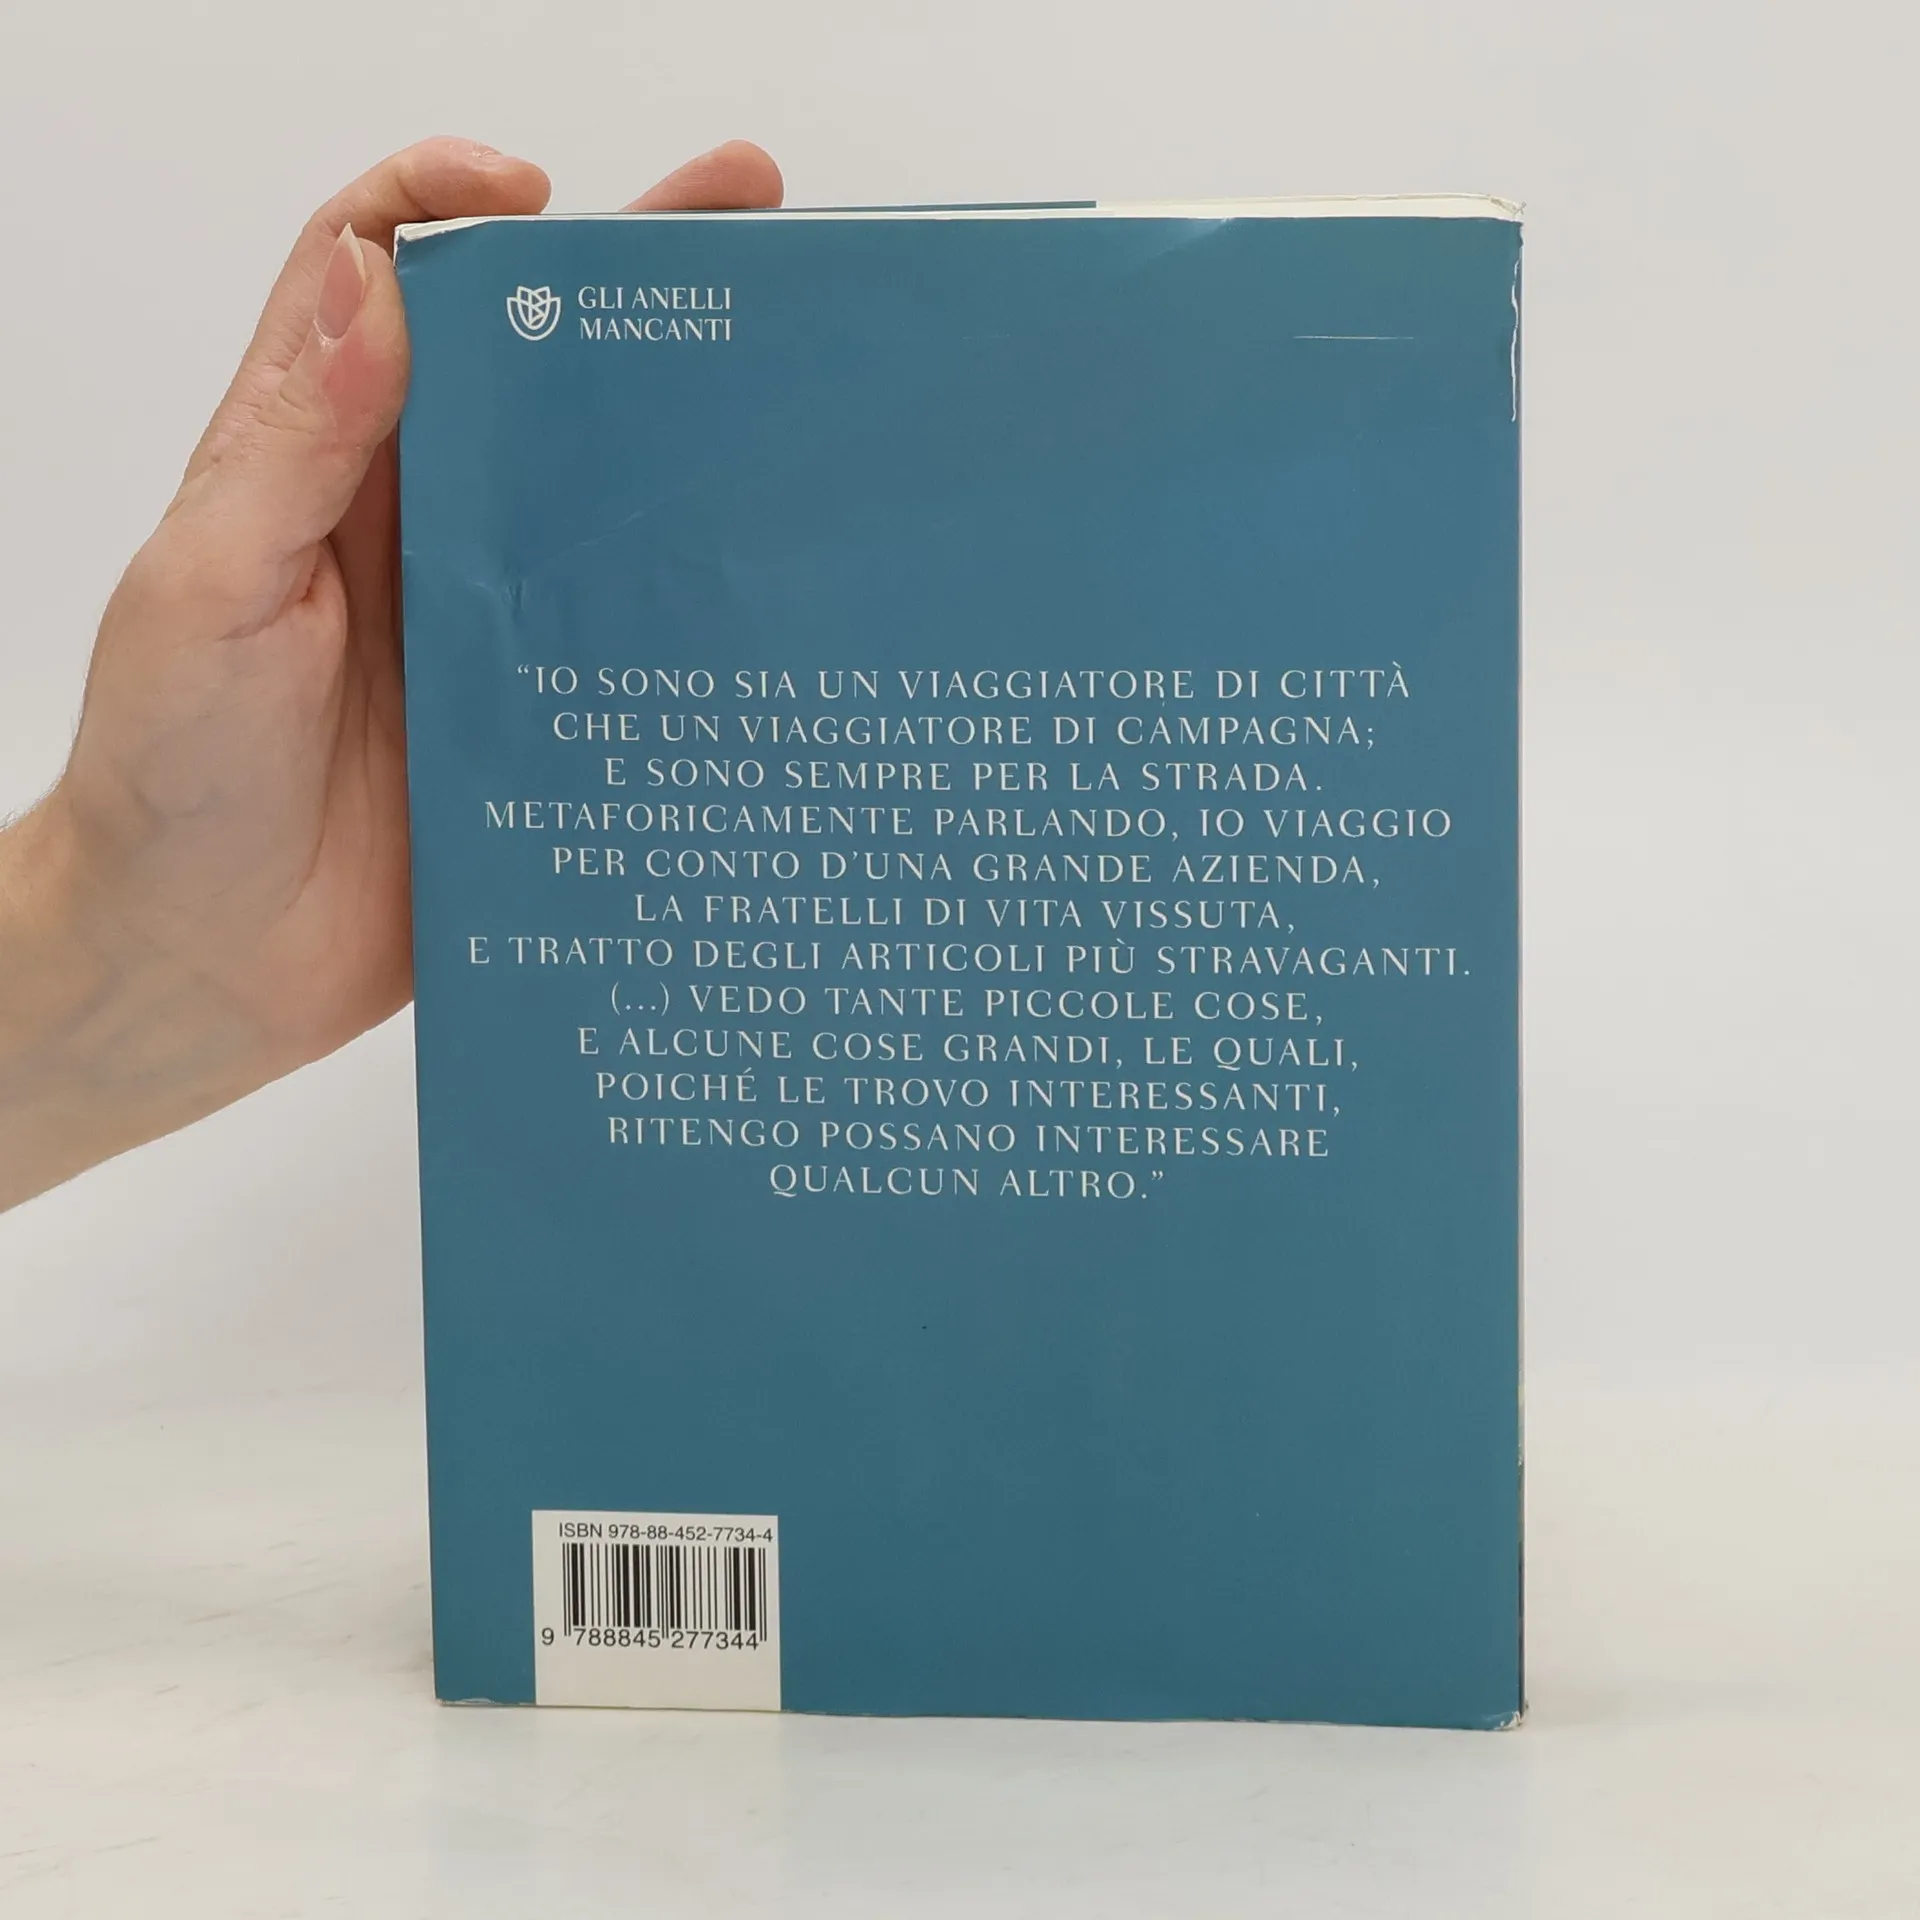 GLI ANELLI
MANCANTI
“IO SONO SIA UN VIAGGIATORE DI CITTÀ
CHE UN VIAGGIATORE DI CAMPAGNA;
E SONO SEMPRE PER LA STRADA.
METAFORICAMENTE PARLANDO, IO VIAGGIO
PER CONTO D’UNA GRANDE AZIENDA,
LA FRATELLI DI VITA VISSUTA,
E TRATTO DEGLI ARTICOLI PIÙ STRAVAGANTI.
(...) VEDO TANTE PICCOLE COSE,
E ALCUNE COSE GRANDI, LE QUALI,
POICHÉ LE TROVO INTERESSANTI,
RITENGO POSSANO INTERESSARE
QUALCUN ALTRO.”
ISBN 978-88-452-7734-4
9 788845 277344